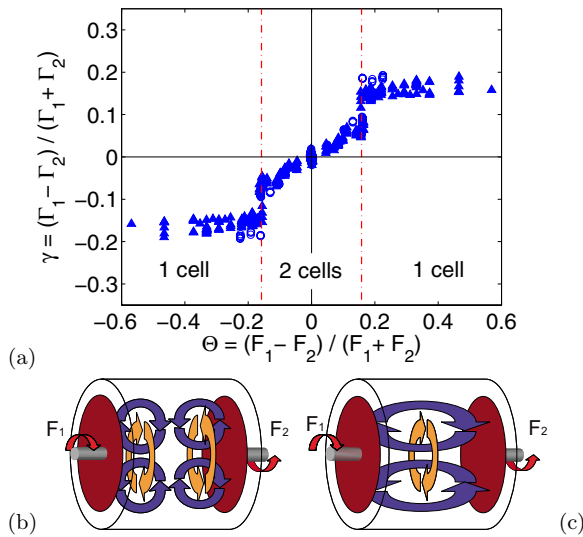 0.3
0.2
0.1
0
−0.1
−0.2
−0.3
γ = (Γ₁ − Γ₂) / (Γ₁ + Γ₂)
1 cell 2 cells 1 cell
−0.6 −0.4 −0.2 0 0.2 0.4 0.6
(a) Θ = (F₁ − F₂) / (F₁ + F₂)
F₁ F₂ F₁ F₂
(b) (c)